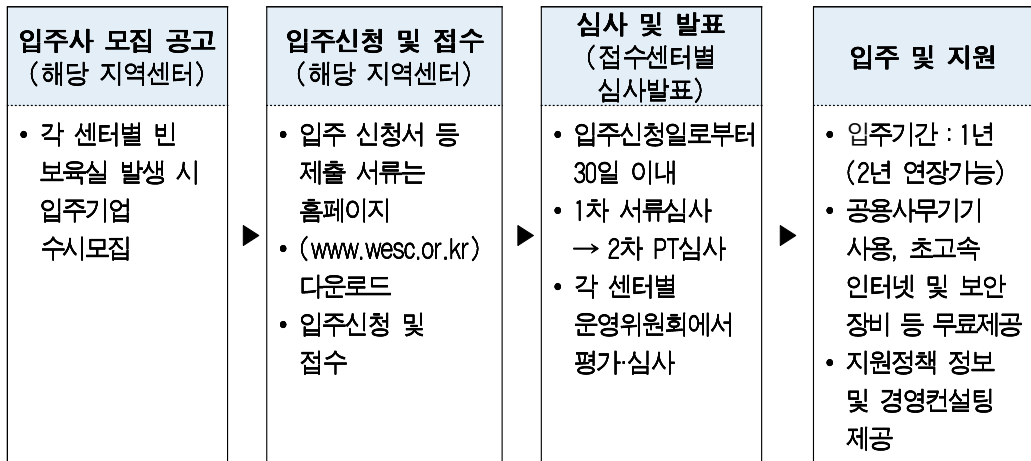 입주사 모집 공고
(해당 지역센터)
• 각 센터별 빈
보육실 발생 시
입주기업
수시모집
▶
입주신청 및 접수
(해당 지역센터)
• 입주 신청서 등
제출 서류는
홈페이지
• (www.wesc.or.kr)
다운로드
• 입주신청 및
접수
▶
심사 및 발표
(접수센터별
심사발표)
• 입주신청일로부터
30일 이내
• 1차 서류심사
→ 2차 PT심사
• 각 센터별
운영위원회에서
평가·심사
▶
입주 및 지원
• 입주기간 : 1년
(2년 연장가능)
• 공용사무기기
사용, 초고속
인터넷 및 보안
장비 등 무료제공
• 지원정책 정보
및 경영컨설팅
제공